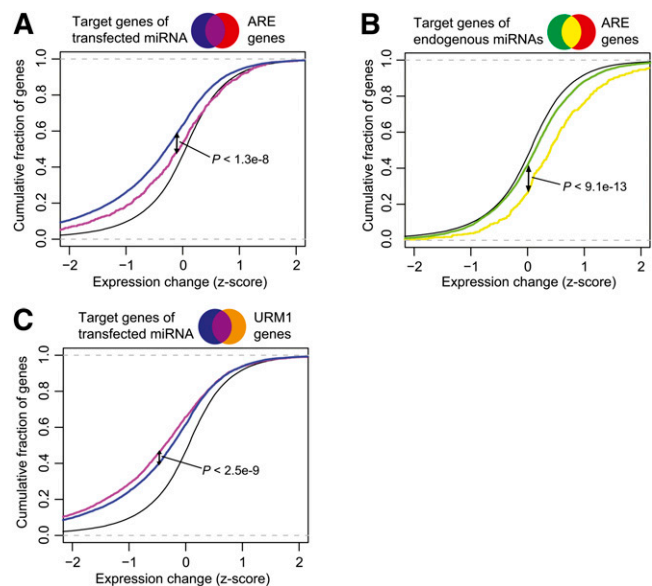 A
Target genes of
transfected miRNA
ARE
genes
Cumulative fraction of genes
1.0
0.8
0.6
0.4
0.2
0.0
P < 1.3e-8
-2
-1
0
1
2
Expression change (z-score)
B
Target genes of
endogenous miRNAs
ARE
genes
Cumulative fraction of genes
1.0
0.8
0.6
0.4
0.2
0.0
P < 9.1e-13
-2
-1
0
1
2
Expression change (z-score)
C
Target genes of
transfected miRNA
URM1
genes
Cumulative fraction of genes
1.0
0.8
0.6
0.4
0.2
0.0
P < 2.5e-9
-2
-1
0
1
2
Expression change (z-score)